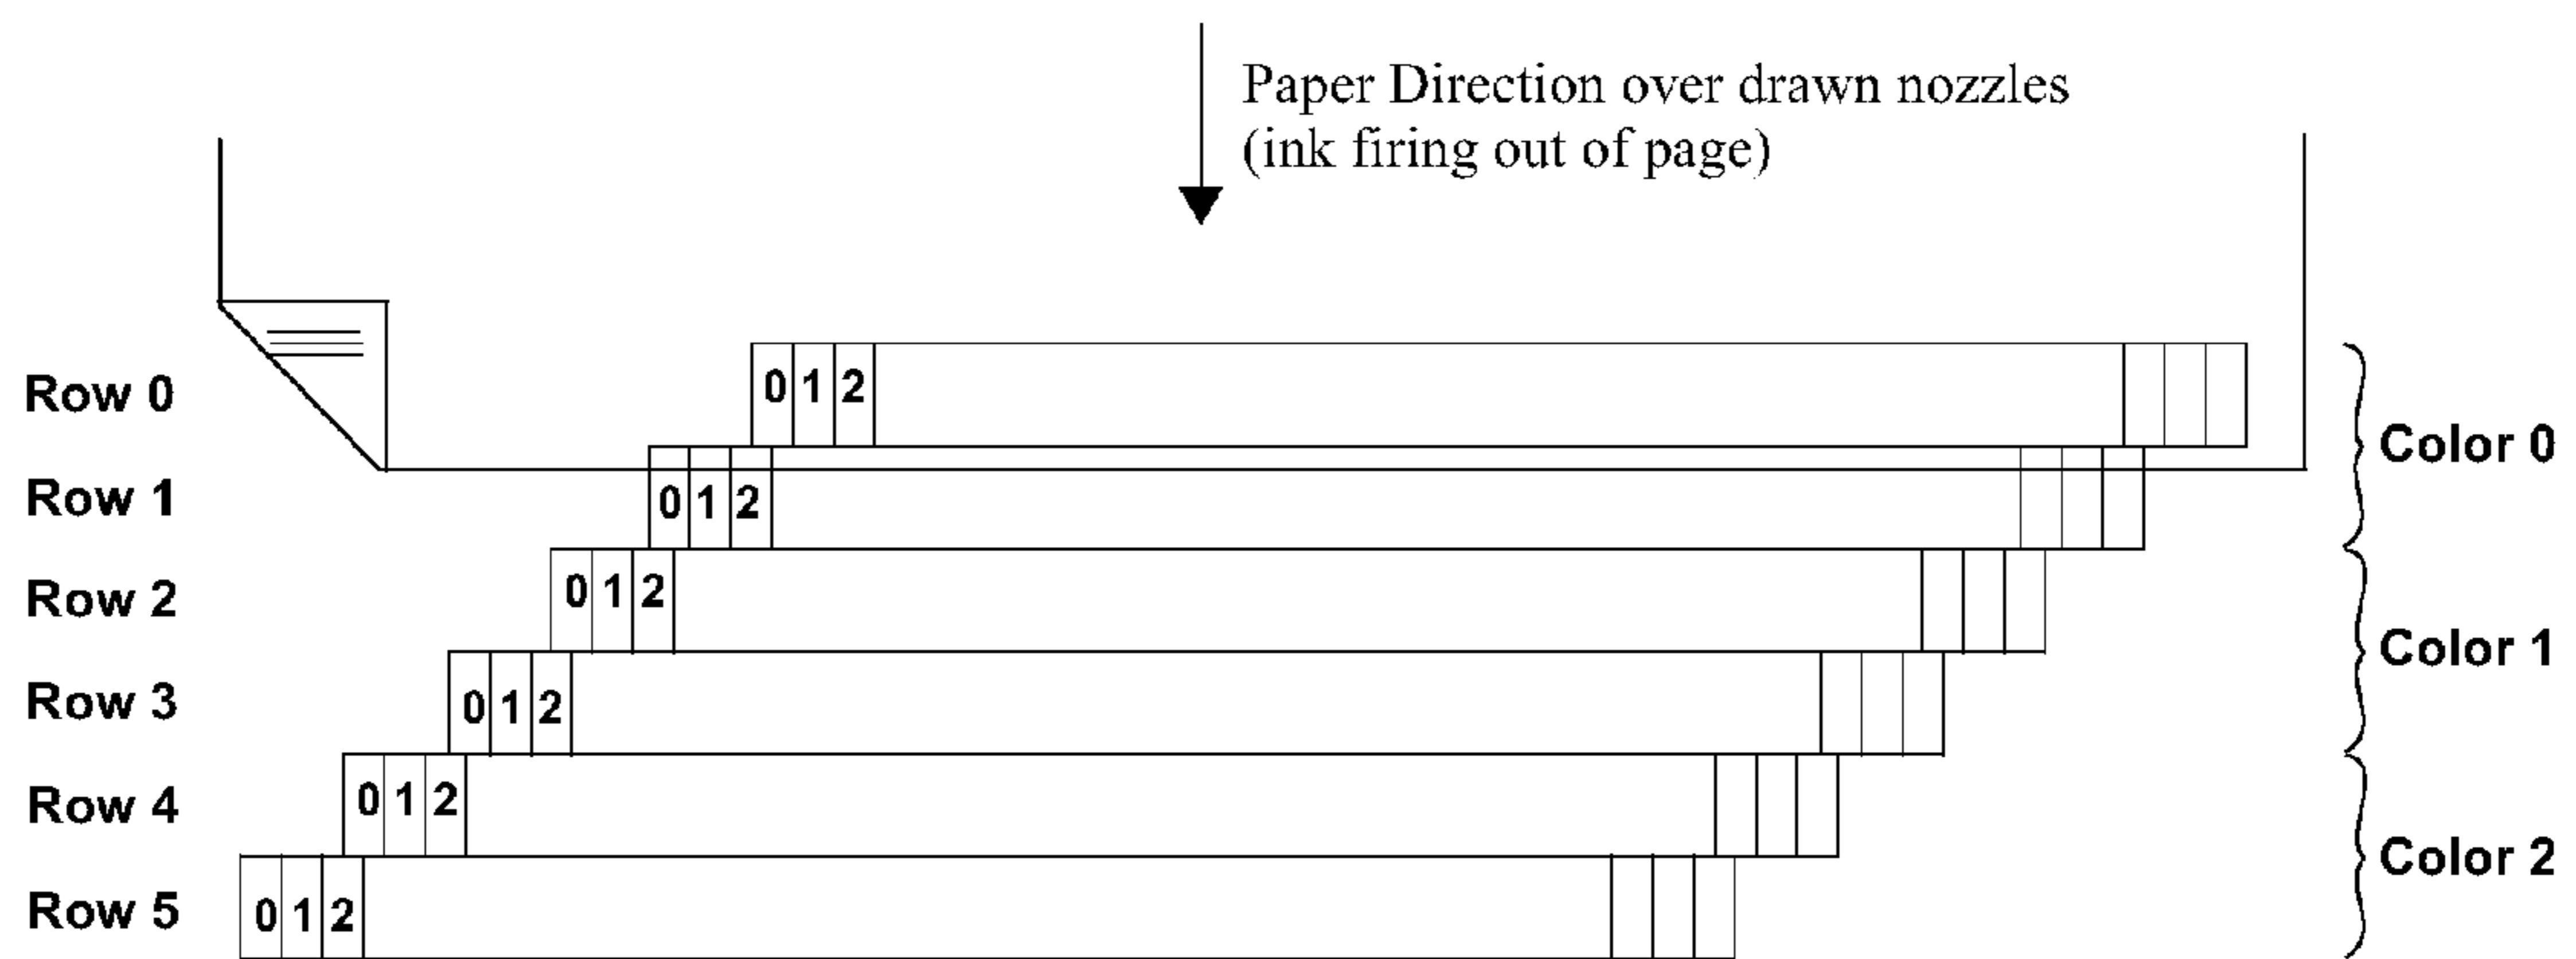 Paper Direction over drawn nozzles
(ink firing out of page)
Row 0
0 1 2
Color 0
Row 1
0 1 2
Row 2
0 1 2
Color 1
Row 3
0 1 2
Row 4
0 1 2
Color 2
Row 5
0 1 2